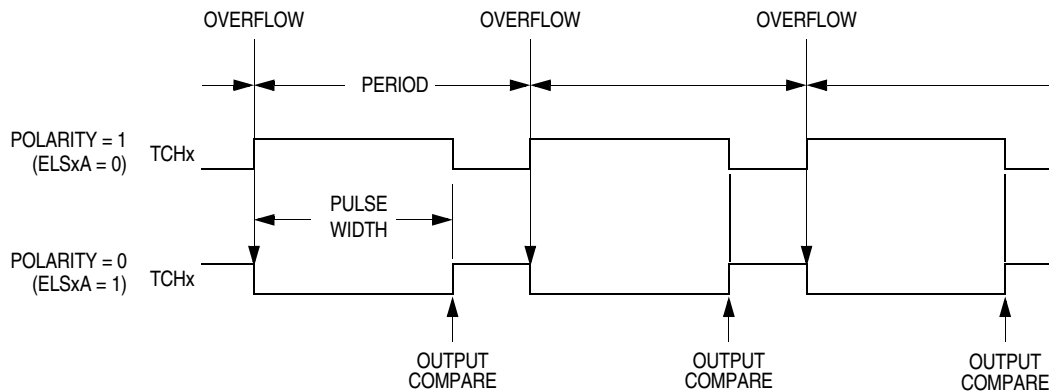 OVERFLOW OVERFLOW OVERFLOW
PERIOD
POLARITY = 1
(ELSxA = 0)
TCHx
PULSE
WIDTH
POLARITY = 0
(ELSxA = 1)
TCHx
OUTPUT
COMPARE
OUTPUT
COMPARE
OUTPUT
COMPARE